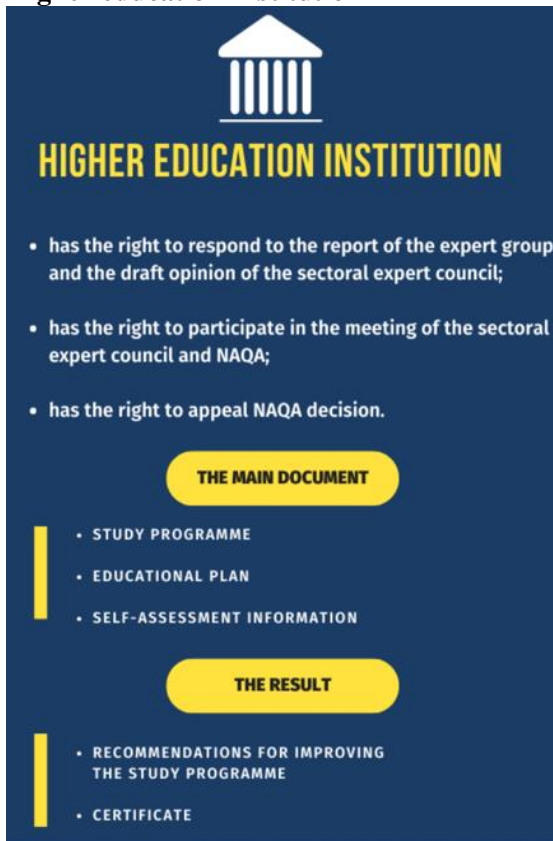 HIGHER EDUCATION INSTITUTION
• has the right to respond to the report of the expert group
and the draft opinion of the sectoral expert council;
• has the right to participate in the meeting of the sectoral
expert council and NAQA;
• has the right to appeal NAQA decision.
THE MAIN DOCUMENT
• STUDY PROGRAMME
• EDUCATIONAL PLAN
• SELF-ASSESSMENT INFORMATION
THE RESULT
• RECOMMENDATIONS FOR IMPROVING
THE STUDY PROGRAMME
• CERTIFICATE